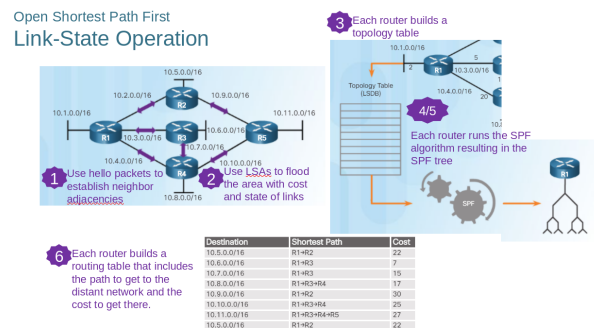 Open Shortest Path First
Link-State Operation
3
Each router builds a
topology table
10.5.0.0/16
10.2.0.0/16
R2
10.9.0.0/16
10.1.0.0/16
10.11.0.0/16
R1
R3
10.6.0.0/16
R5
10.3.0.0/16
10.7.0.0/16
10.4.0.0/16
R4
10.10.0.0/16
10.8.0.0/16
1
Use hello packets to
establish neighbor
adjacencies
2
Use LSAs to flood
the area with cost
and state of links
10.1.0.0/16
2
R1
5
10.3.0.0/16
10.4.0.0/16
20
Topology Table
(LSDB)
4/5
Each router runs the SPF
algorithm resulting in the
SPF tree
SPF
R1
6
Each router builds a
routing table that includes
the path to get to the
distant network and the
cost to get there.
Destination Shortest Path Cost
10.5.0.0/16 R1→R2 22
10.6.0.0/16 R1→R3 7
10.7.0.0/16 R1→R3 15
10.8.0.0/16 R1→R3→R4 17
10.9.0.0/16 R1→R2 30
10.10.0.0/16 R1→R3→R4 25
10.11.0.0/16 R1→R3→R4→R5 27
10.5.0.0/16 R1→R2 22